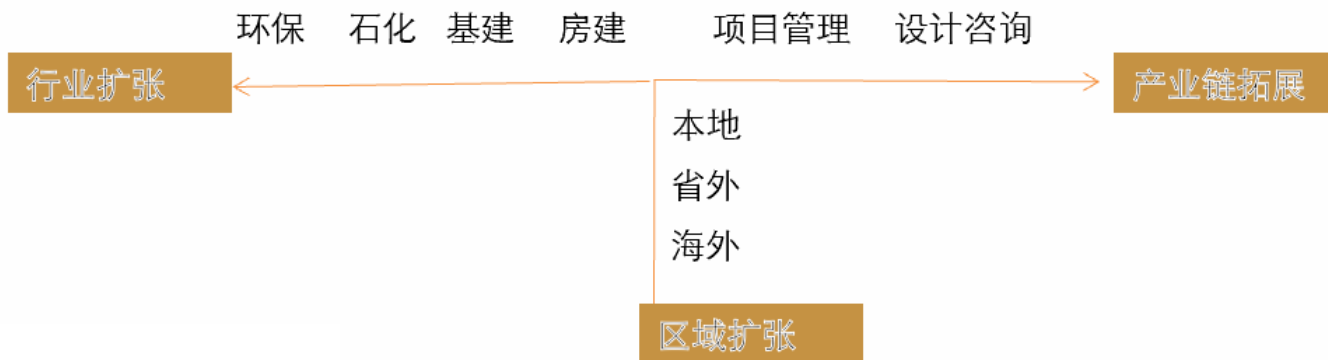 环保 石化 基建 房建 项目管理 设计咨询
行业扩张 产业链拓展
本地
省外
海外
区域扩张